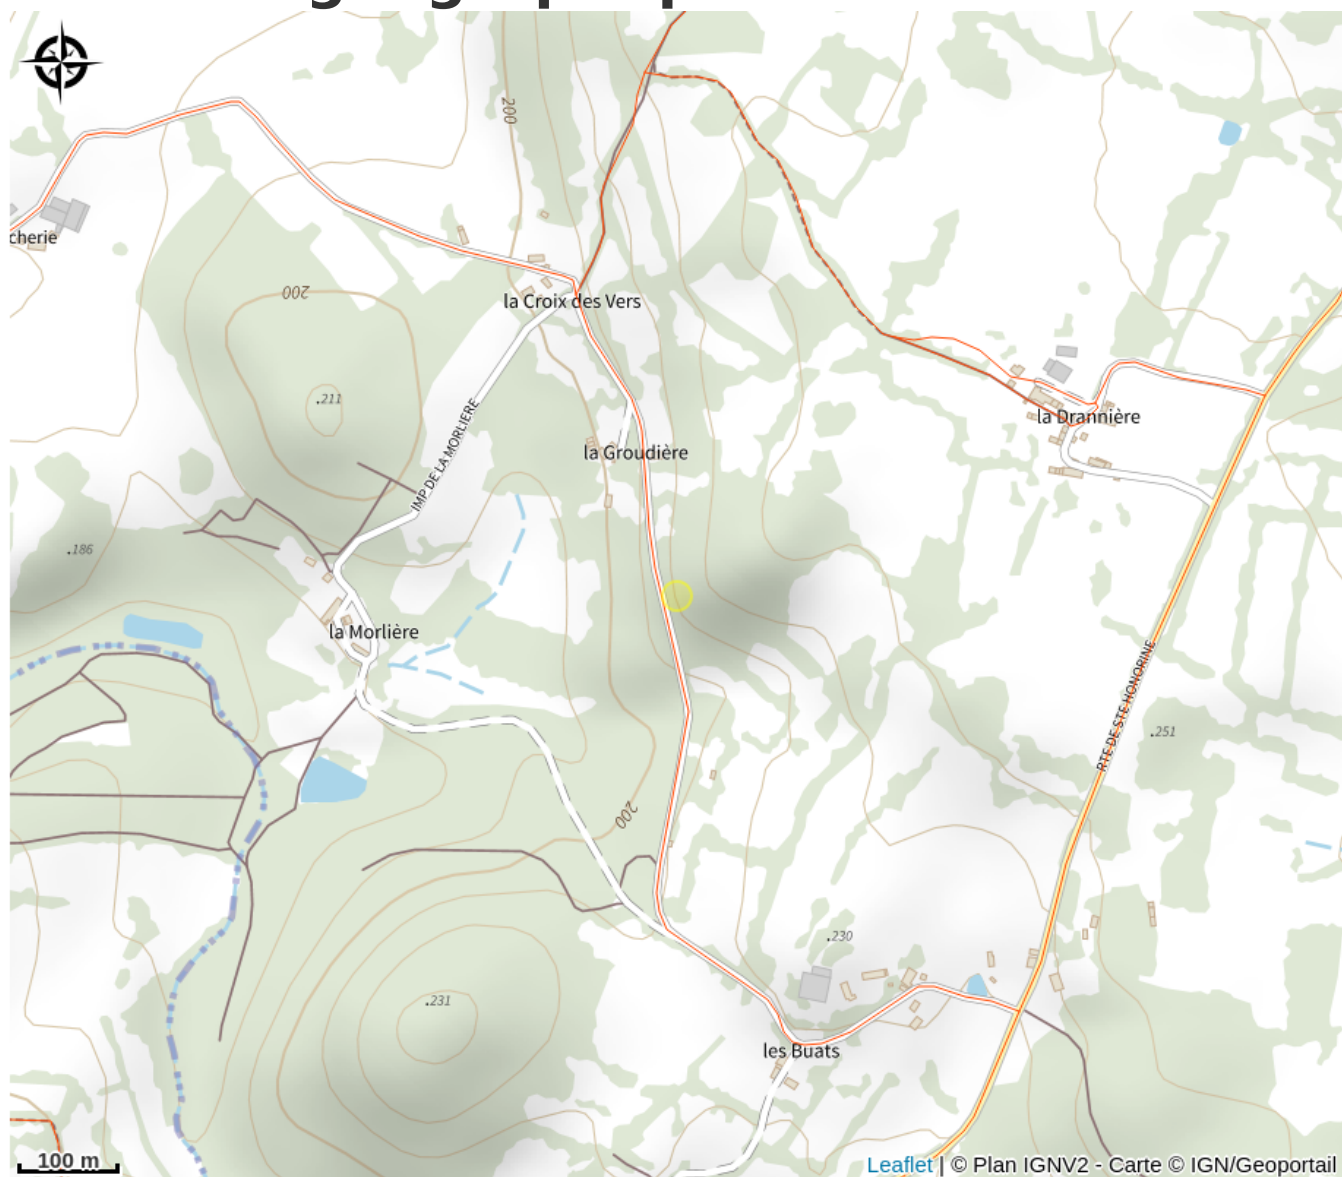 200
cherie
200
la Croix des Vers
.211
la Drannière
IMP DE LA MORLIERE
la Groudière
.186
la Morlière
RTE DE STE HONORINE
.251
200
.230
.231
les Buats
100 m
Leaflet | © Plan IGNV2 - Carte © IGN/Geoportail